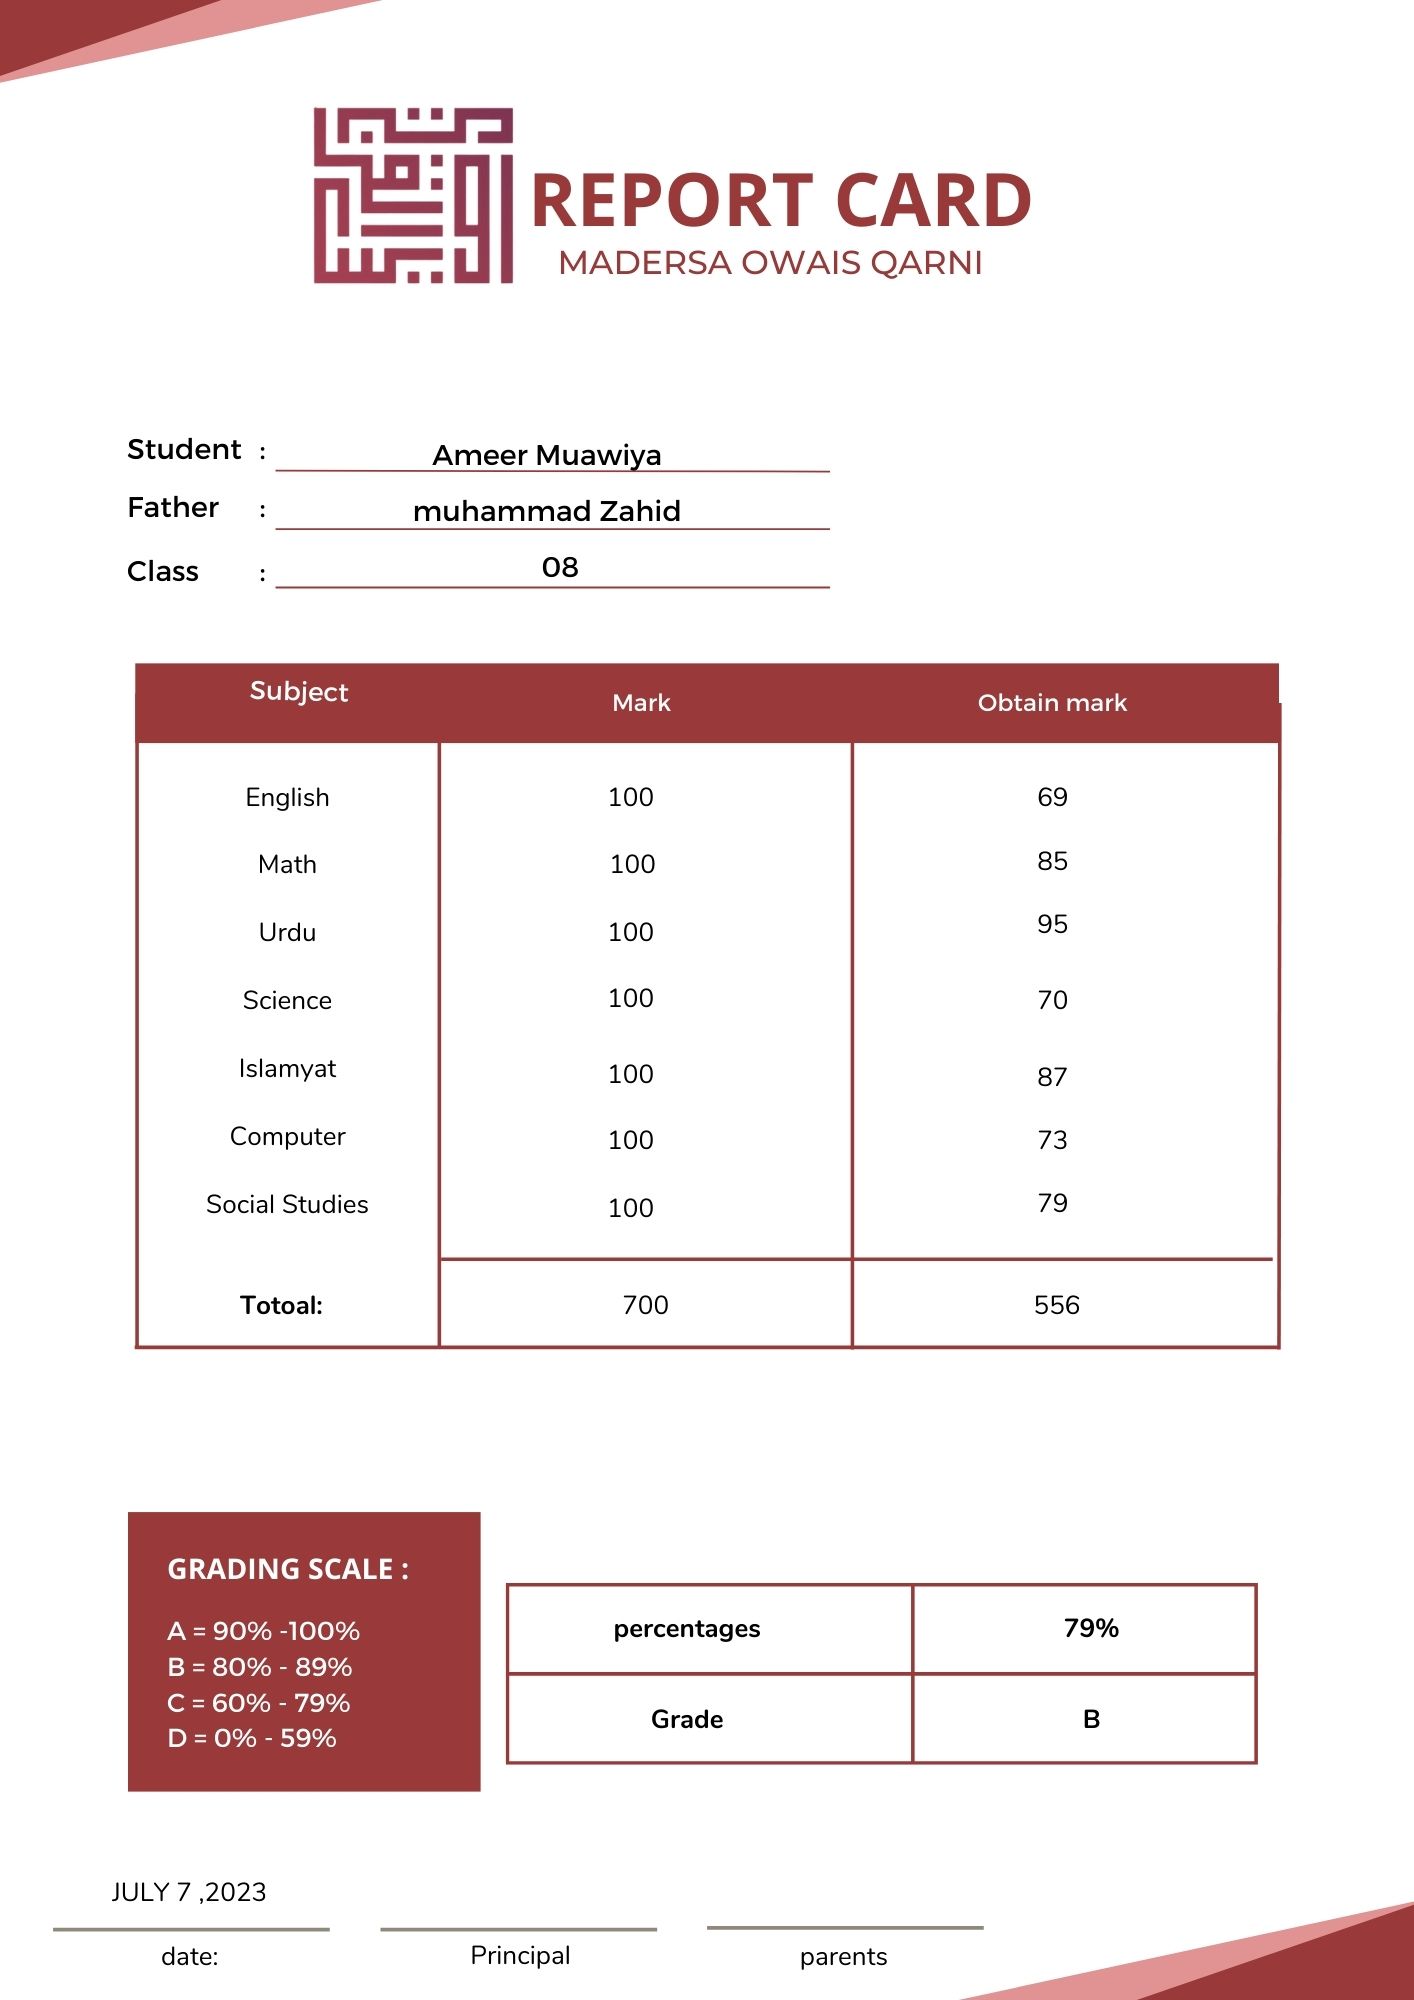 REPORT CARD
MADERSA OWAIS QARNI
Student : Ameer Muawiya
Father : muhammad Zahid
Class : 08
Subject Mark Obtain mark
English 100 69
Math 100 85
Urdu 100 95
Science 100 70
Islamyat 100 87
Computer 100 73
Social Studies 100 79
Totoal: 700 556
GRADING SCALE :
A = 90% -100%
B = 80% - 89%
C = 60% - 79%
D = 0% - 59%
percentages 79%
Grade B
JULY 7 ,2023
date: Principal parents